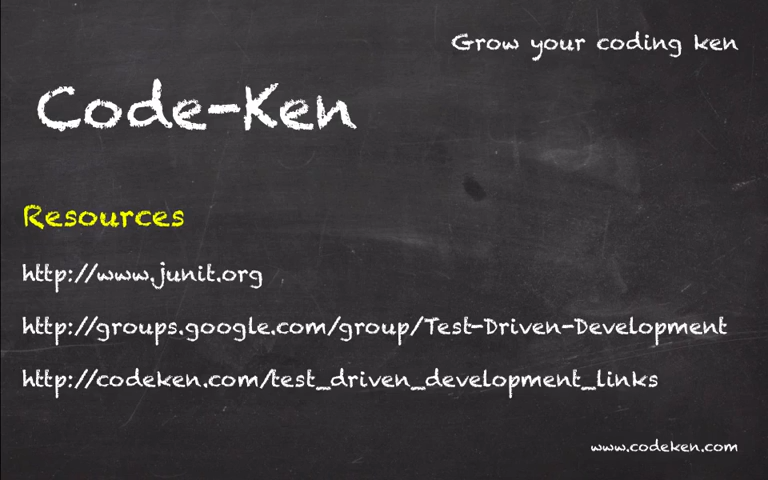 Grow your coding ken
Code-Ken
Resources
http://www.junit.org
http://groups.google.com/group/Test-Driven-Development
http://codeken.com/test_driven_development_links
www.codeken.com